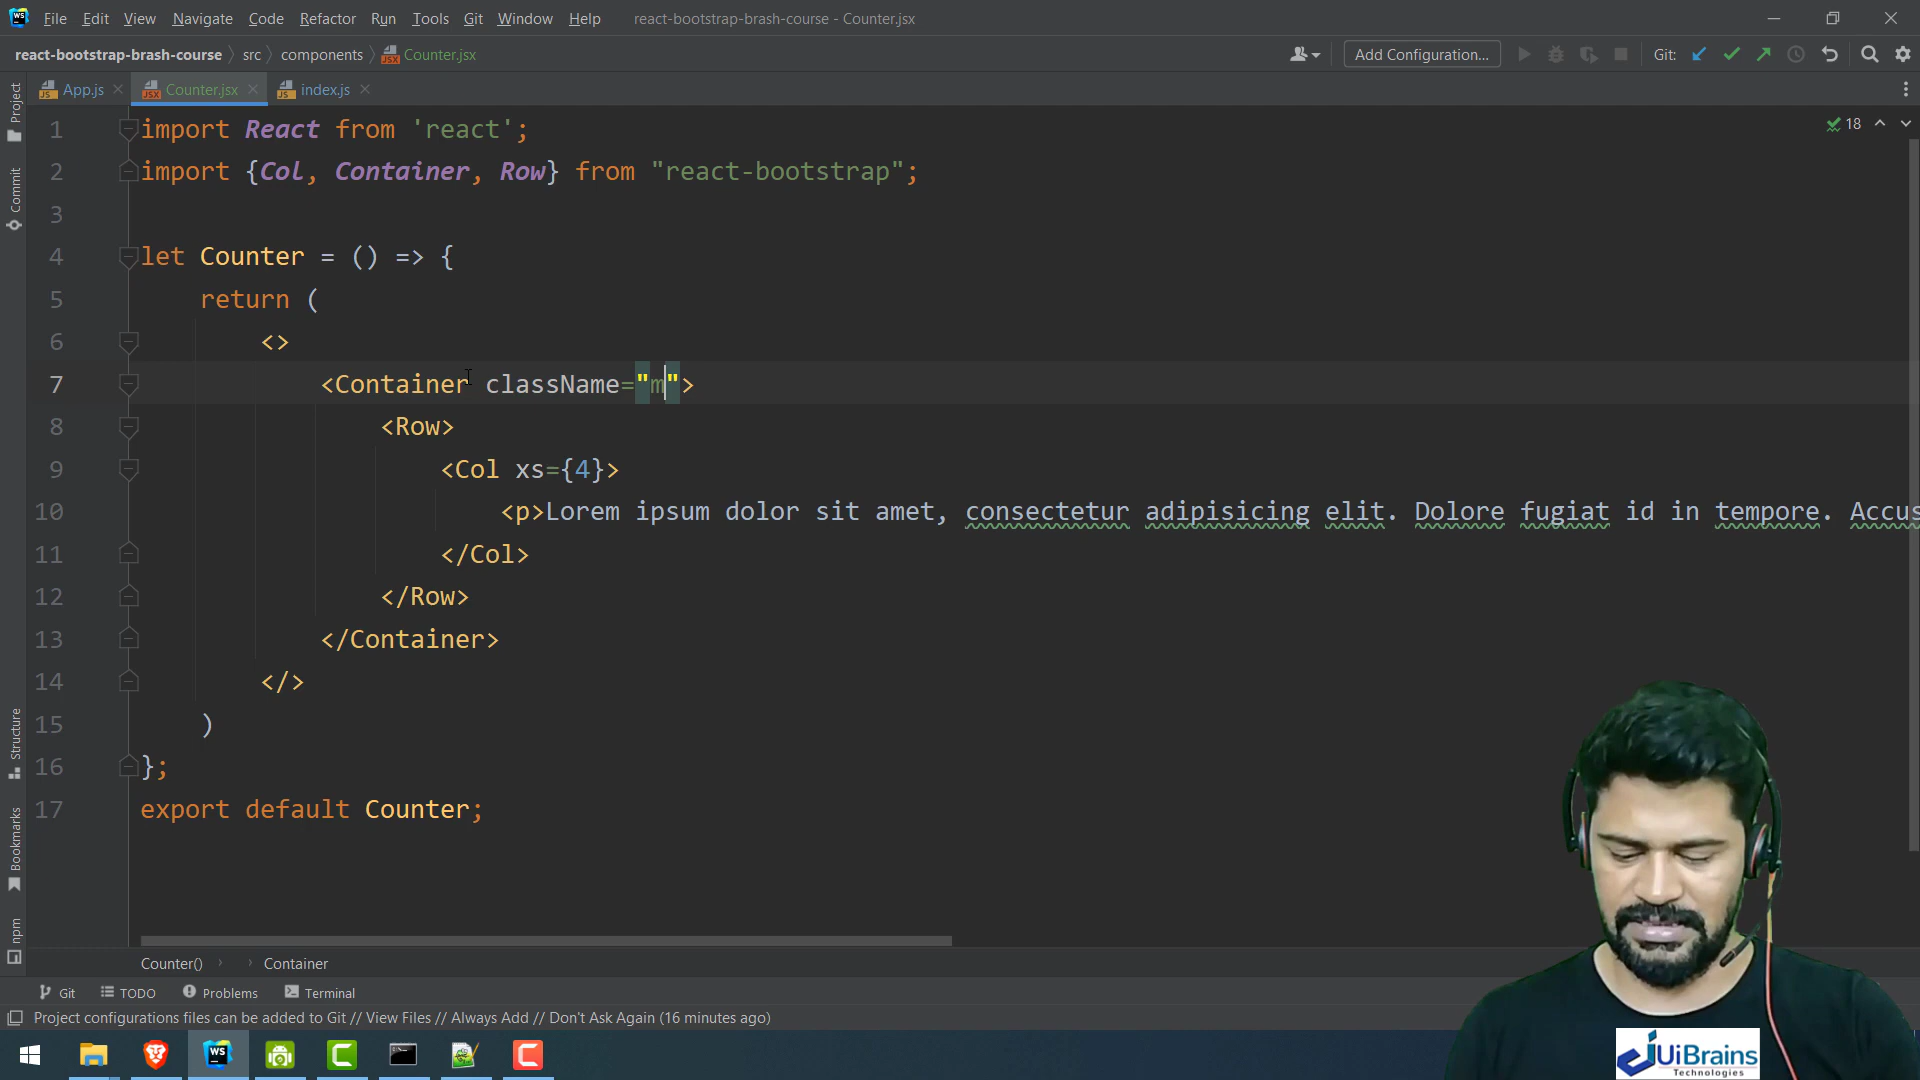 File Edit View Navigate Code Refactor Run Tools Git Window Help react-bootstrap-brash-course - Counter.jsx
react-bootstrap-brash-course src components Counter.jsx Add Configuration... Git:
App.js Counter.jsx index.js
1 import React from 'react'; 18
2 import {Col, Container, Row} from "react-bootstrap";
3
4 let Counter = () => {
5 return (
6 <>
7 <Container className="m">
8 <Row>
9 <Col xs={4}>
10 <p>Lorem ipsum dolor sit amet, consectetur adipisicing elit. Dolore fugiat id in tempore. Accus
11 </Col>
12 </Row>
13 </Container>
14 </>
15 )
16 };
17 export default Counter;
Project
Commit
Structure
Bookmarks
npm
Counter() Container
Git TODO Problems Terminal
Project configurations files can be added to Git // View Files // Always Add // Don't Ask Again (16 minutes ago)
UiBrains
Technologies